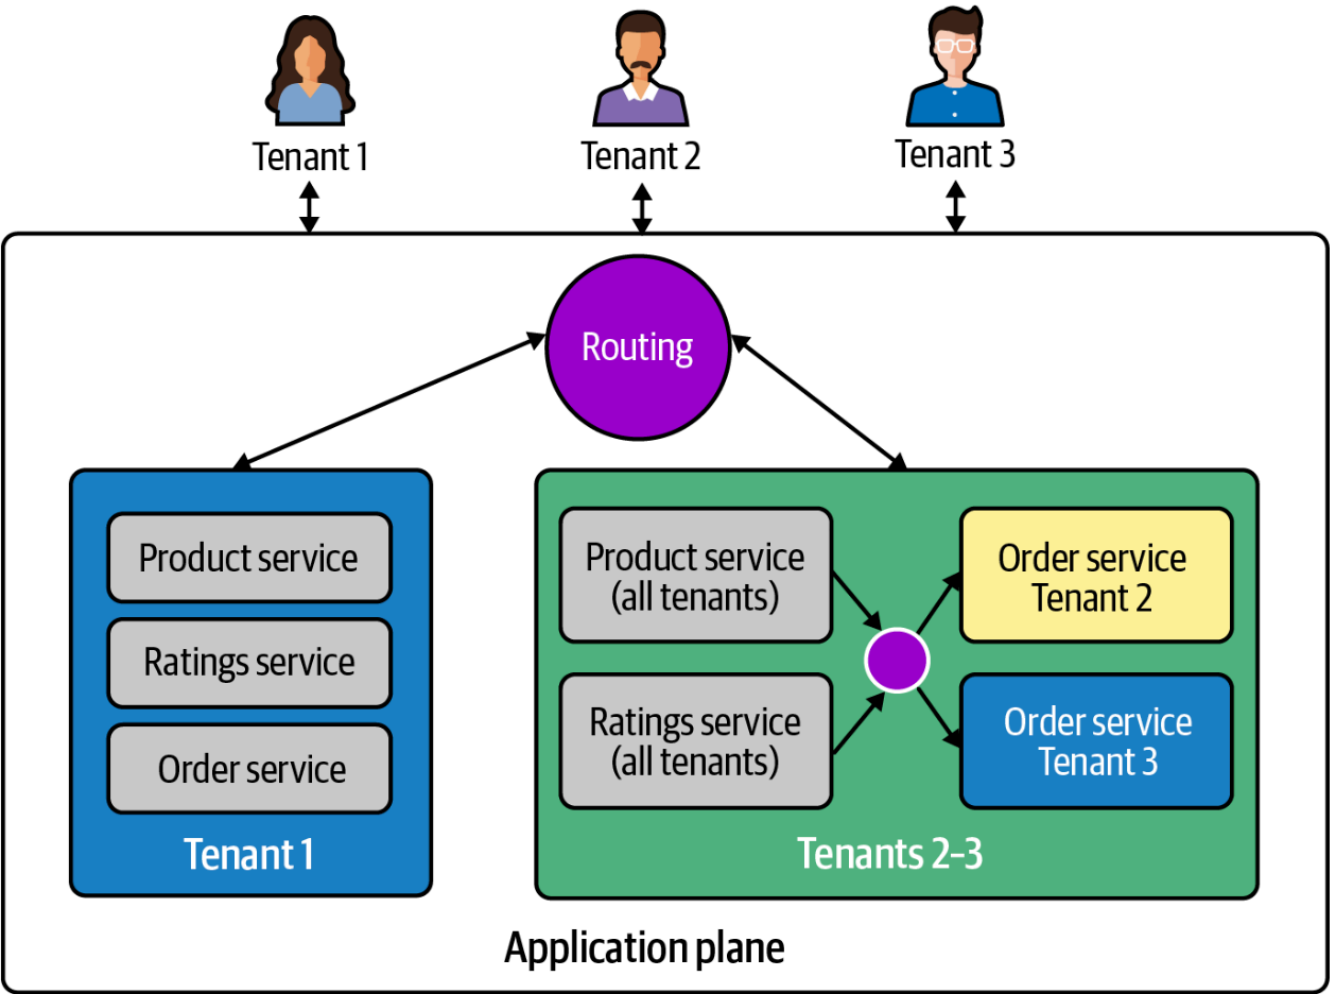 Tenant 1
Tenant 2
Tenant 3
Routing
Product service
Ratings service
Order service
Tenant 1
Product service
(all tenants)
Ratings service
(all tenants)
Order service
Tenant 2
Order service
Tenant 3
Tenants 2–3
Application plane